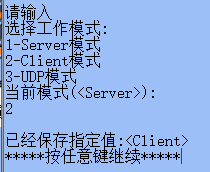 请输入
选择工作模式:
1-Server模式
2-Client模式
3-UDP模式
当前模式(<Server>):
2

已经保存指定值:<Client>
*****按任意键继续*****